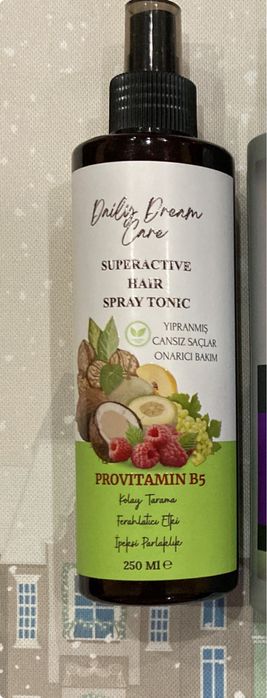 Daily Dream
Care
SUPERACTIVE
HAIR
SPRAY TONIC
YIPRANMIŞ
CANSIZ SAÇLAR
ONARICI BAKIM
PROVITAMIN B5
Kolay Tarama
Ferahlatıcı Etki
İpeksi Parlaklık
250 Ml ℮